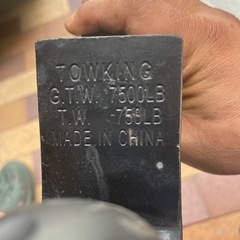 TOWKING
G.T.W. 7500LB
T.W. 750LB
MADE IN CHINA